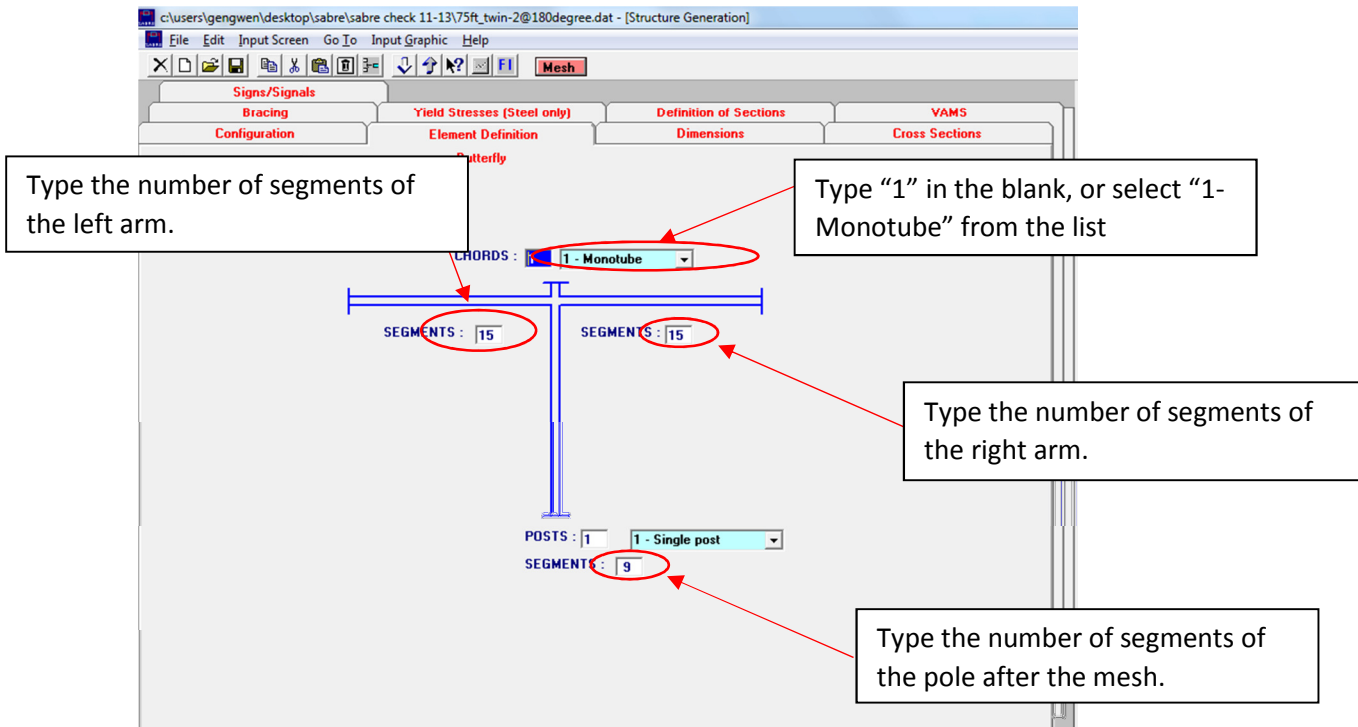 c:\users\gengwen\desktop\sabre\sabre check 11-13\75ft_twin-2@180degree.dat - [Structure Generation]
File Edit Input Screen Go To Input Graphic Help
Mesh
Signs/Signals
Bracing Yield Stresses (Steel only) Definition of Sections VAMS
Configuration Element Definition Dimensions Cross Sections
Type the number of segments of
the left arm.
Type “1” in the blank, or select “1-
Monotube” from the list
CHORDS : 1 - Monotube
SEGMENTS : 15 SEGMENTS : 15
Type the number of segments of
the right arm.
POSTS : 1 1 - Single post
SEGMENTS : 9
Type the number of segments of
the pole after the mesh.